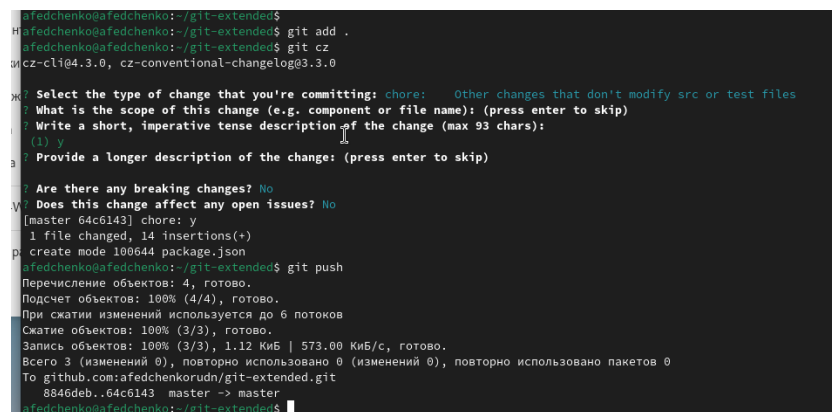 afedchenko@afedchenko:~/git-extended$
afedchenko@afedchenko:~/git-extended$ git add .
afedchenko@afedchenko:~/git-extended$ git cz
cz-cli@4.3.0, cz-conventional-changelog@3.3.0
? Select the type of change that you're committing: chore:    Other changes that don't modify src or test files
? What is the scope of this change (e.g. component or file name): (press enter to skip)
? Write a short, imperative tense description of the change (max 93 chars):
(1) y
? Provide a longer description of the change: (press enter to skip)
? Are there any breaking changes? No
? Does this change affect any open issues? No
[master 64c6143] chore: y
1 file changed, 14 insertions(+)
create mode 100644 package.json
afedchenko@afedchenko:~/git-extended$ git push
Перечисление объектов: 4, готово.
Подсчет объектов: 100% (4/4), готово.
При сжатии изменений используется до 6 потоков
Сжатие объектов: 100% (3/3), готово.
Запись объектов: 100% (3/3), 1.12 КиБ | 573.00 КиБ/с, готово.
Всего 3 (изменений 0), повторно использовано 0 (изменений 0), повторно использовано пакетов 0
To github.com:afedchenkorudn/git-extended.git
8846deb..64c6143  master -> master
afedchenko@afedchenko:~/git-extended$